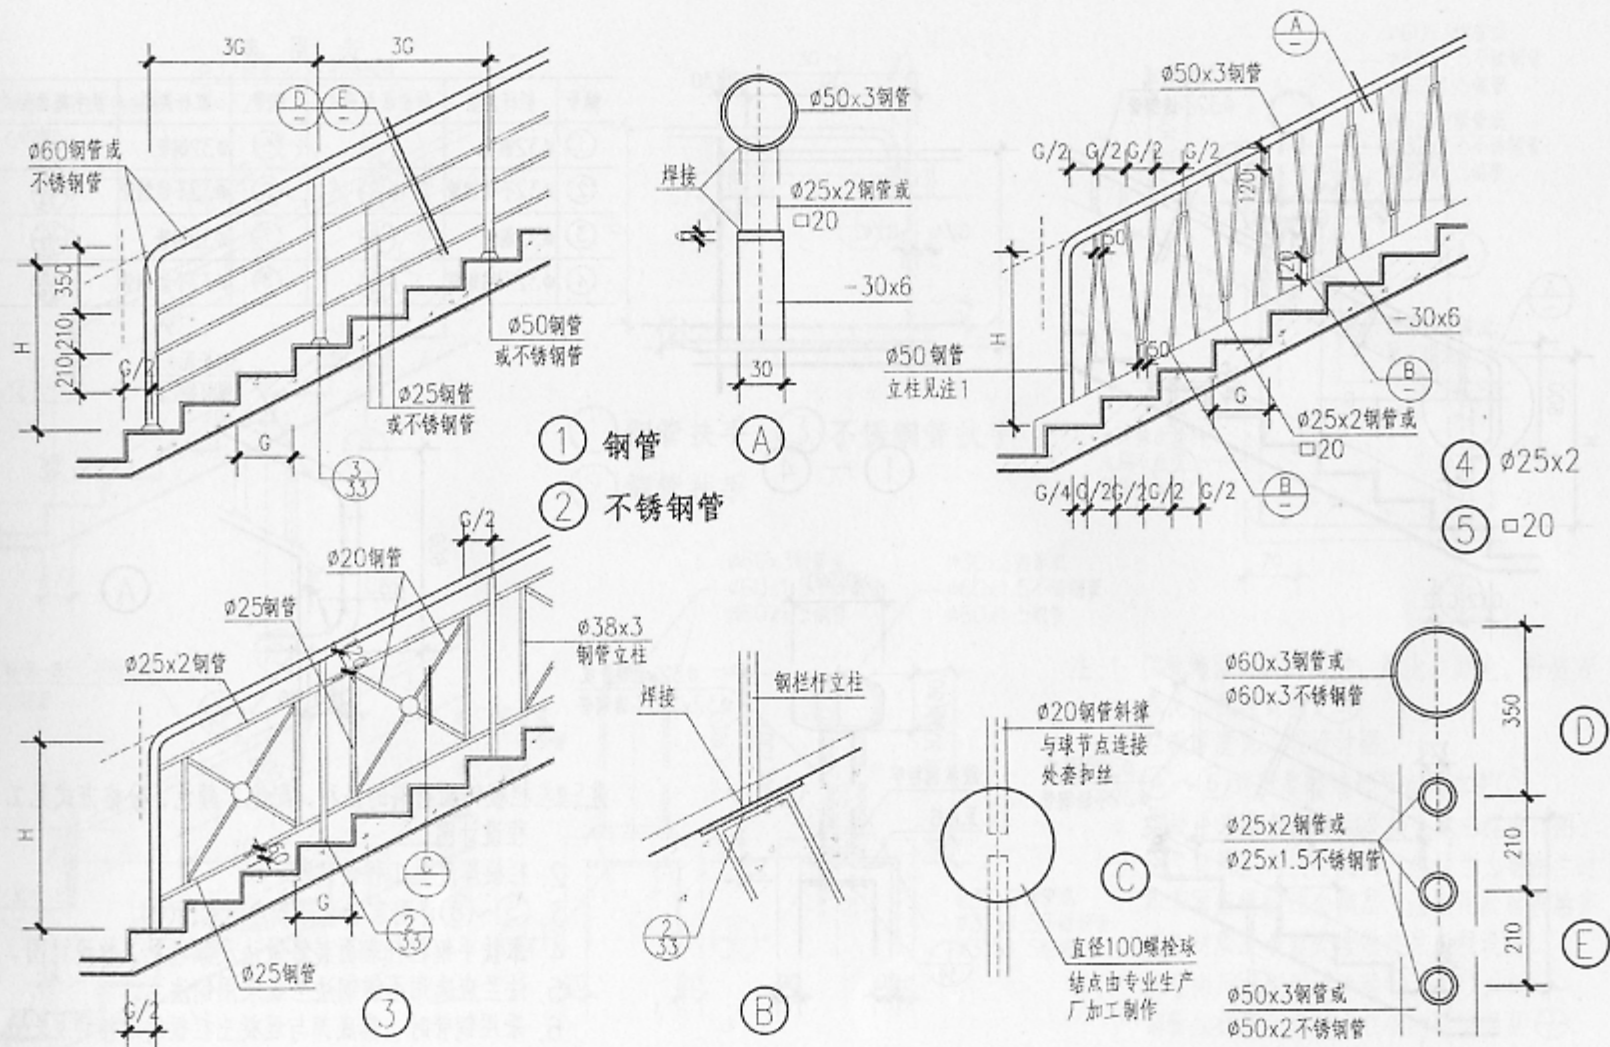 3G
3G
D
-
E
-
ø60钢管或
不锈钢管
350
210
210
H
G/2
G
ø50钢管
或不锈钢管
ø25钢管
或不锈钢管
3
33
① 钢管
② 不锈钢管
ø50x3钢管
焊接
ø25x2钢管或
□20
-30x6
30
A
A
-
ø50x3钢管
G/2
G/2
G/2
G/2
120
50
120
H
50
-30x6
ø50钢管
立柱见注1
B
-
G
ø25x2钢管或
□20
B
-
G/4
G/2
G/2
G/2
G/2
④ ø25x2
⑤ □20
G/2
ø20钢管
ø25钢管
ø38x3
钢管立柱
ø25x2钢管
120
H
C
-
G
2
33
ø25钢管
G/2
③
焊接
钢栏杆立柱
2
33
B
ø20钢管斜撑
与球节点连接
处套扣丝
C
直径100螺栓球
结点由专业生产
厂加工制作
ø60x3钢管或
ø60x3不锈钢管
350
D
ø25x2钢管或
ø25x1.5不锈钢管
210
210
E
ø50x3钢管或
ø50x2不锈钢管